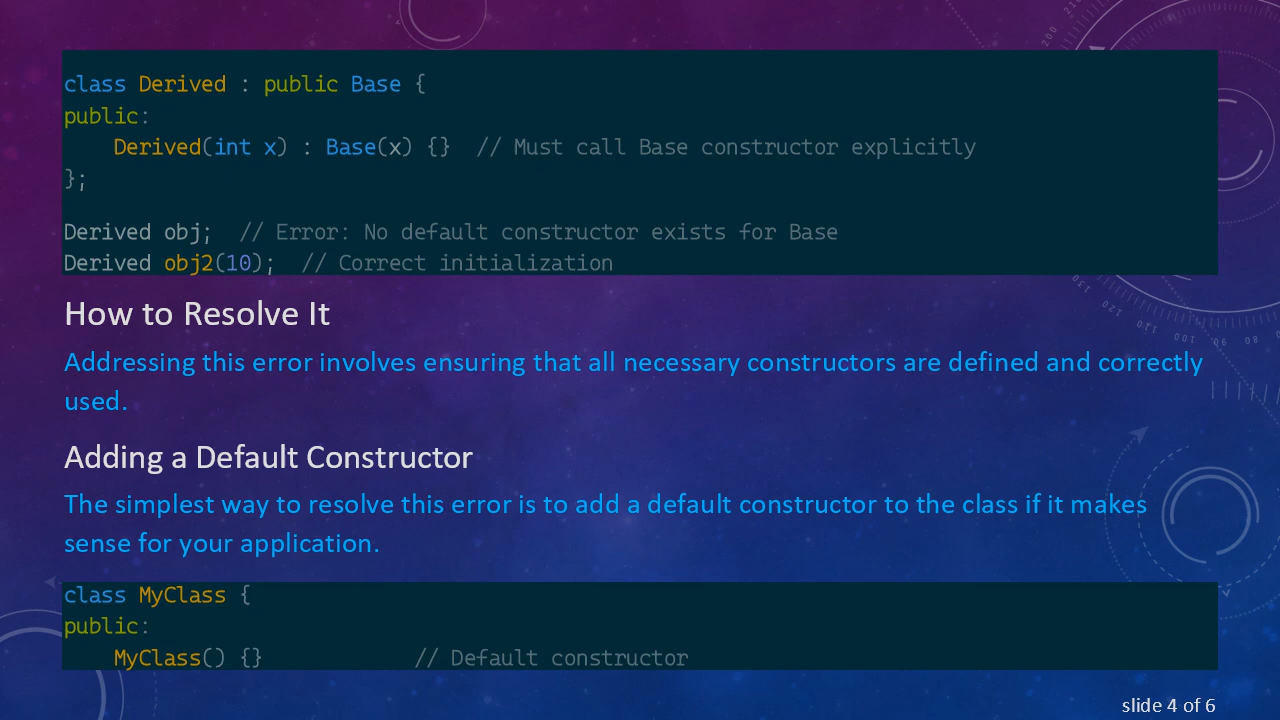 class Derived : public Base {
public:
    Derived(int x) : Base(x) {}  // Must call Base constructor explicitly
};
Derived obj;  // Error: No default constructor exists for Base
Derived obj2(10);  // Correct initialization
How to Resolve It
Addressing this error involves ensuring that all necessary constructors are defined and correctly
used.
Adding a Default Constructor
The simplest way to resolve this error is to add a default constructor to the class if it makes
sense for your application.
class MyClass {
public:
    MyClass() {}            // Default constructor
slide 4 of 6